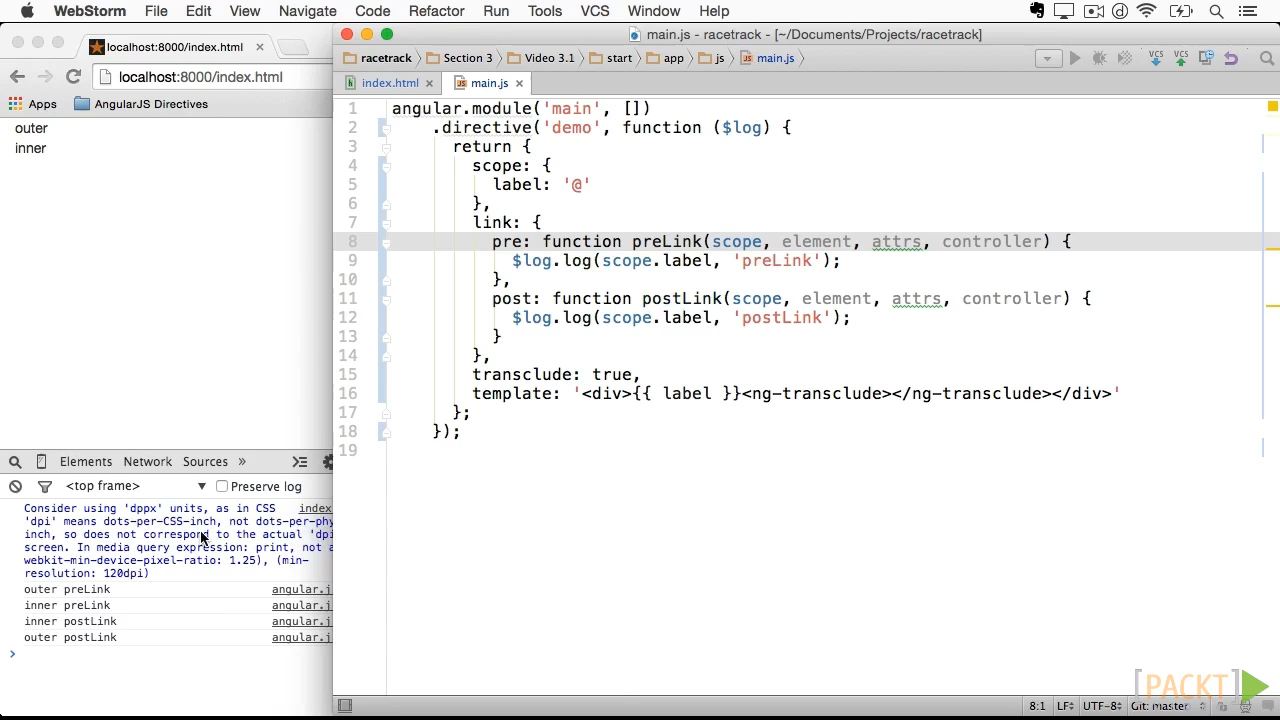 WebStorm File Edit View Navigate Code Refactor Run Tools VCS Window Help
localhost:8000/index.html
main.js - racetrack - [~/Documents/Projects/racetrack]
localhost:8000/index.html
racetrack Section 3 Video 3.1 start app js main.js
VCS VCS
Apps AngularJS Directives
index.html main.js
outer
inner
1 angular.module('main', [])
2 .directive('demo', function ($log) {
3 return {
4 scope: {
5 label: '@'
6 },
7 link: {
8 pre: function preLink(scope, element, attrs, controller) {
9 $log.log(scope.label, 'preLink');
10 },
11 post: function postLink(scope, element, attrs, controller) {
12 $log.log(scope.label, 'postLink');
13 }
14 },
15 transclude: true,
16 template: '<div>{{ label }}<ng-transclude></ng-transclude></div>'
17 };
18 });
19
Elements Network Sources »
<top frame> Preserve log
Consider using 'dppx' units, as in CSS index
'dpi' means dots-per-CSS-inch, not dots-per-phy
inch, so does not correspond to the actual 'dpi
screen. In media query expression: print, not a
webkit-min-device-pixel-ratio: 1.25), (min-
resolution: 120dpi)
outer preLink angular.j
inner preLink angular.j
inner postLink angular.j
outer postLink angular.j
[PACKT]
8:1 LF UTF-8 Git: master